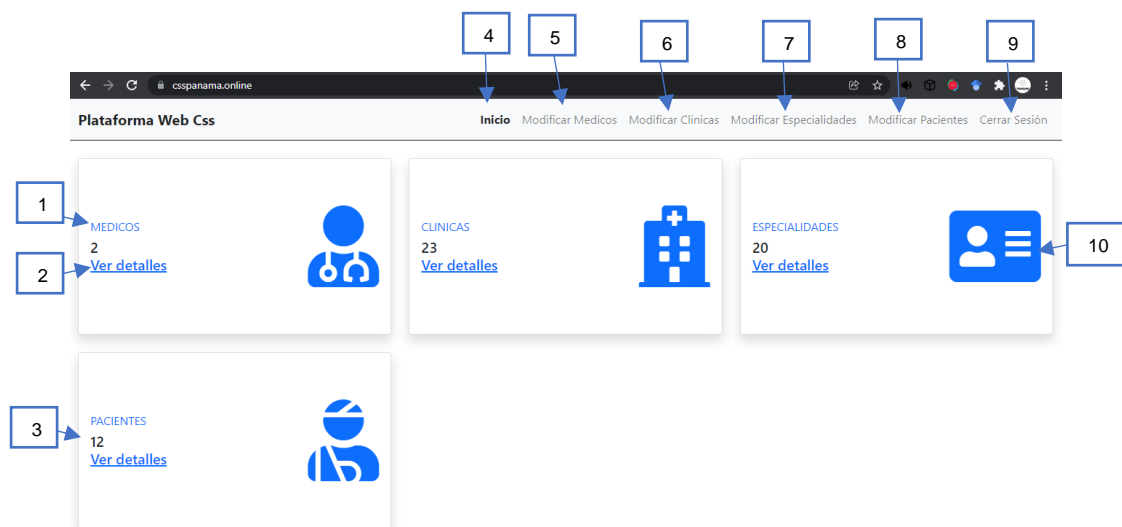 4 5 6 7 8 9
csspanama.online
Plataforma Web Css Inicio Modificar Medicos Modificar Clinicas Modificar Especialidades Modificar Pacientes Cerrar Sesión
1
MEDICOS
2
Ver detalles
2
CLINICAS
23
Ver detalles
ESPECIALIDADES
20
Ver detalles
10
3
PACIENTES
12
Ver detalles